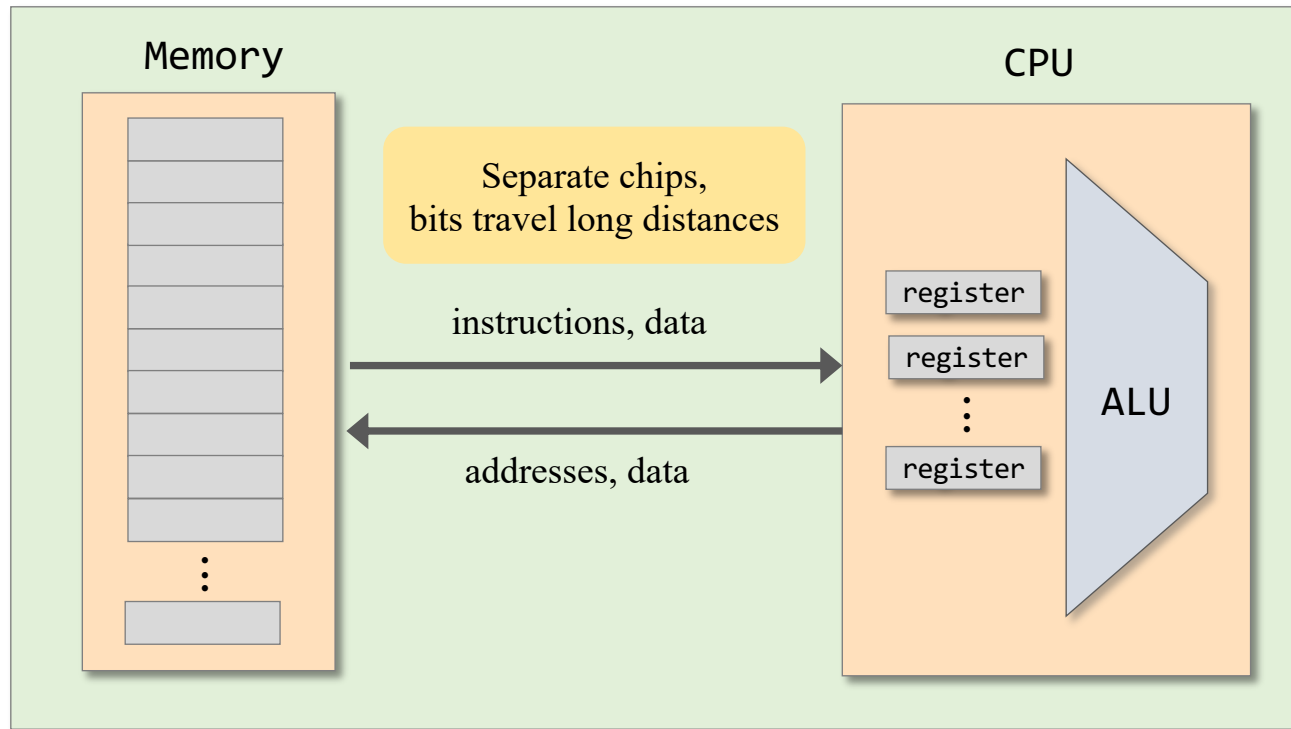 Memory
CPU
Separate chips,
bits travel long distances
instructions, data
addresses, data
register
register
register
ALU